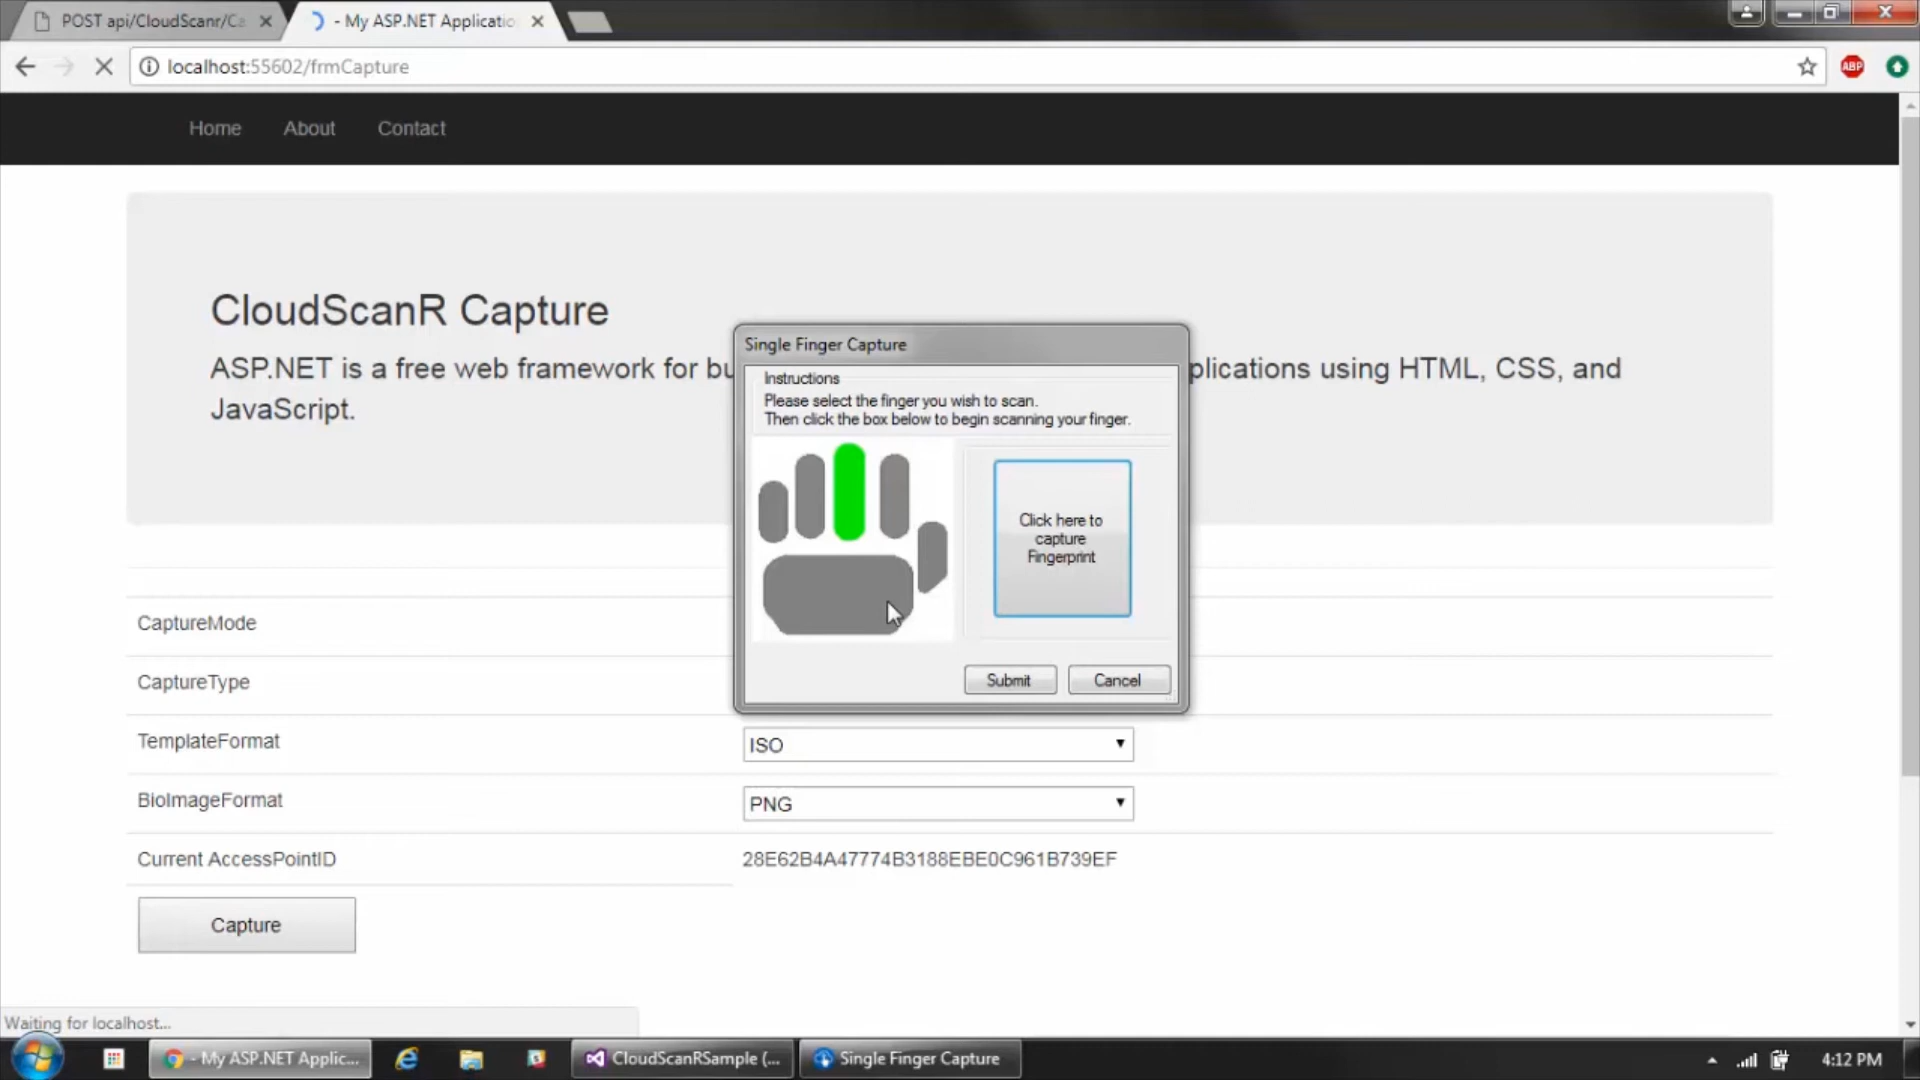 POST api/CloudScanr/Ca
- My ASP.NET Applicatio
localhost:55602/frmCapture
ABP
Home About Contact
CloudScanR Capture
ASP.NET is a free web framework for bu plications using HTML, CSS, and
JavaScript.
Single Finger Capture
Instructions
Please select the finger you wish to scan.
Then click the box below to begin scanning your finger.
Click here to
capture
Fingerprint
Submit Cancel
CaptureMode
CaptureType
TemplateFormat ISO
BioImageFormat PNG
Current AccessPointID 28E62B4A47774B3188EBE0C961B739EF
Capture
Waiting for localhost...
- My ASP.NET Applic... CloudScanRSample (... Single Finger Capture 4:12 PM